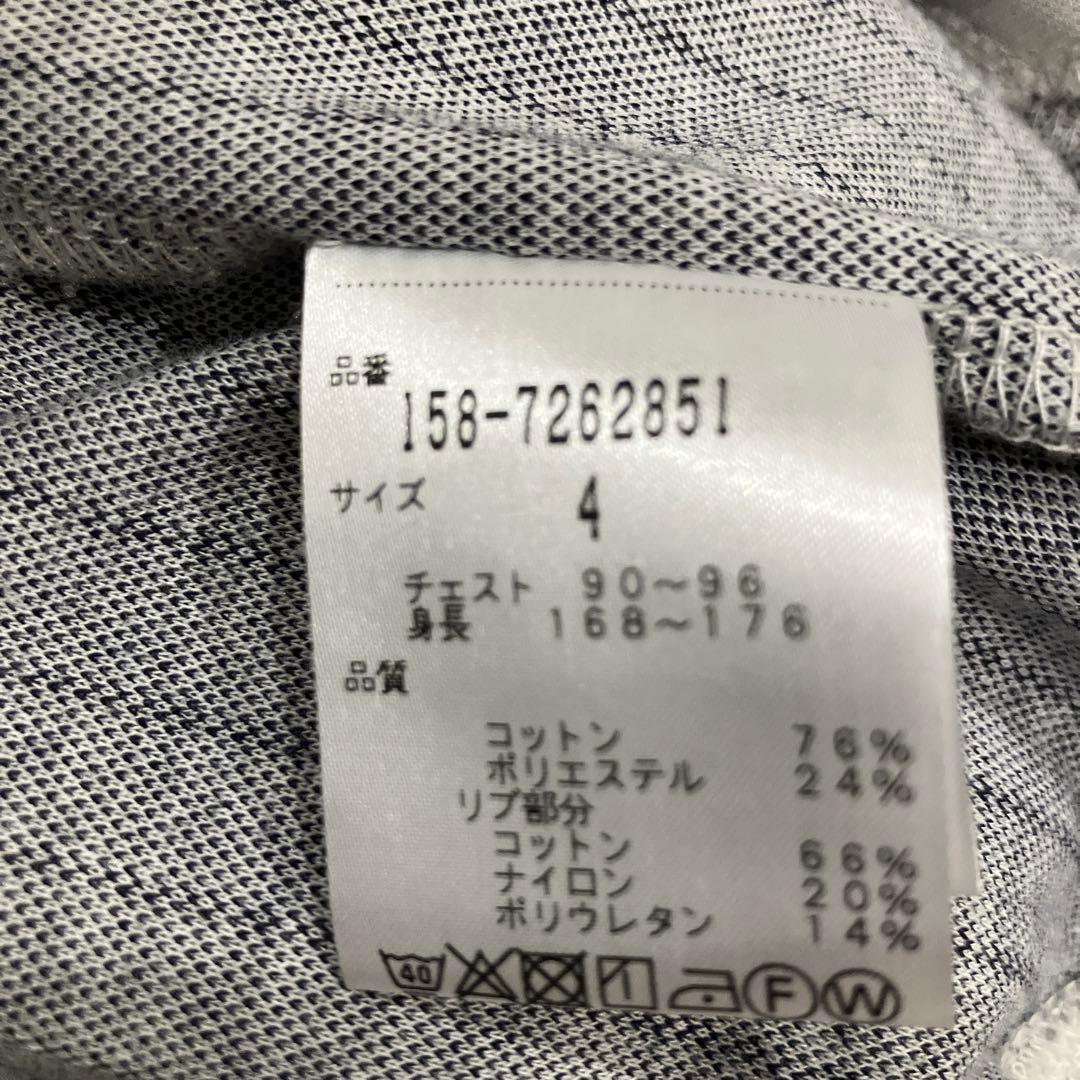 品番
158-7262851
サイズ 4
チェスト 90～96
身長 168～176
品質
コットン 76%
ポリエステル 24%
リブ部分
コットン 66%
ナイロン 20%
ポリウレタン 14%
40 F W